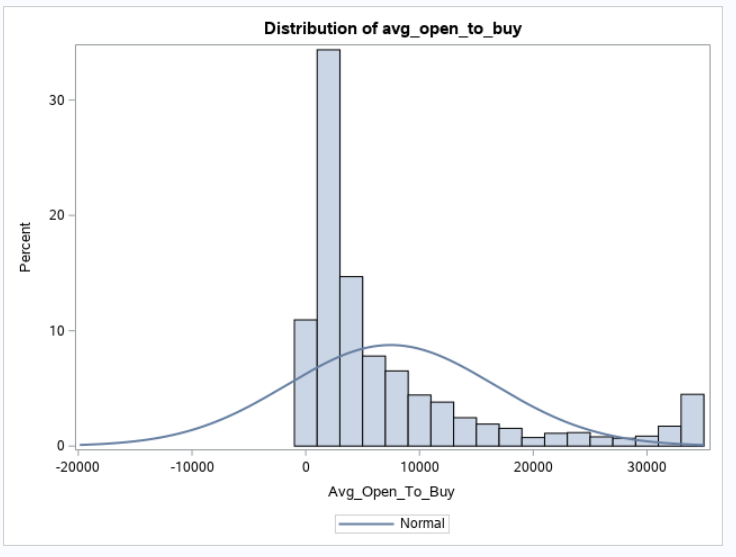 Distribution of avg_open_to_buy
30
20
10
0
Percent
-20000 -10000 0 10000 20000 30000
Avg_Open_To_Buy
Normal